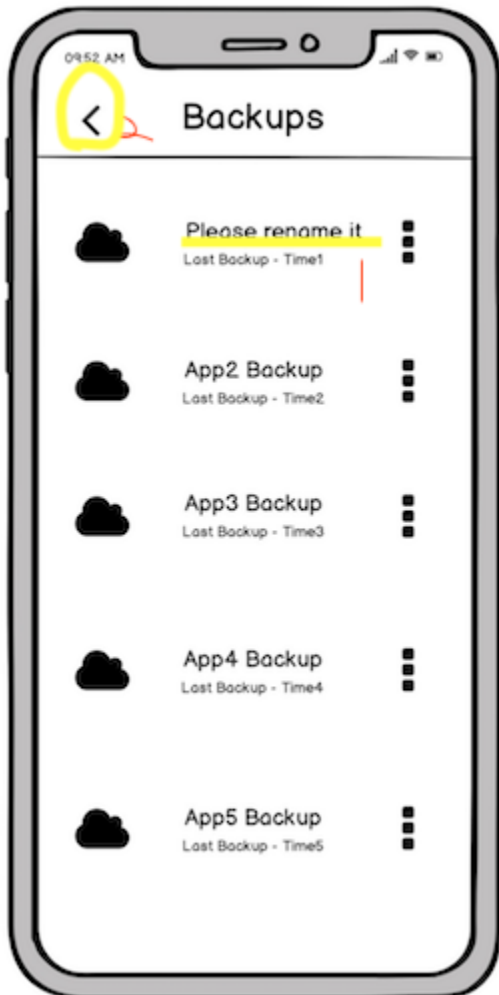 09:52 AM
Backups
Please rename it
Last Backup - Time1
App2 Backup
Last Backup - Time2
App3 Backup
Last Backup - Time3
App4 Backup
Last Backup - Time4
App5 Backup
Last Backup - Time5